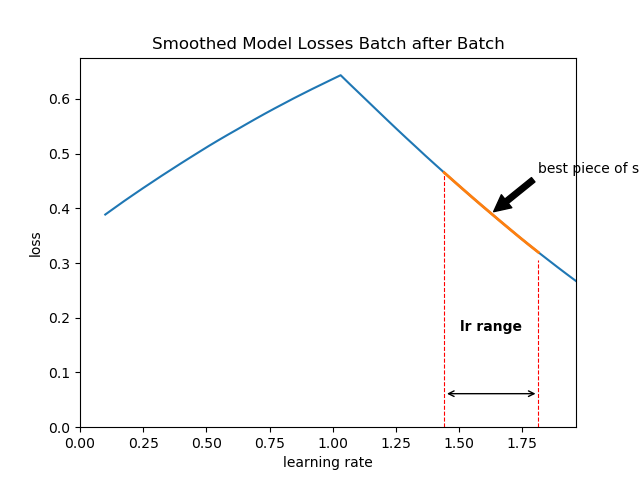 Smoothed Model Losses Batch after Batch
0.6
0.5
0.4
0.3
0.2
0.1
0.0
loss
best piece of s
lr range
0.00 0.25 0.50 0.75 1.00 1.25 1.50 1.75
learning rate